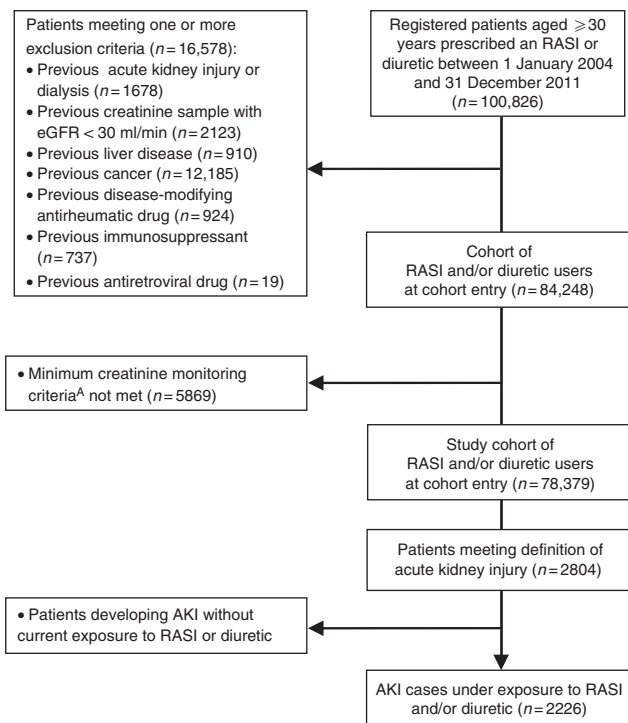 Patients meeting one or more
exclusion criteria (n=16,578):
• Previous acute kidney injury or
dialysis (n=1678)
• Previous creatinine sample with
eGFR < 30 ml/min (n=2123)
• Previous liver disease (n=910)
• Previous cancer (n=12,185)
• Previous disease-modifying
antirheumatic drug (n=924)
• Previous immunosuppressant
(n=737)
• Previous antiretroviral drug (n=19)
Registered patients aged ⩾30
years prescribed an RASI or
diuretic between 1 January 2004
and 31 December 2011
(n=100,826)
Cohort of
RASI and/or diuretic users
at cohort entry (n=84,248)
• Minimum creatinine monitoring
criteriaᴬ not met (n=5869)
Study cohort of
RASI and/or diuretic users
at cohort entry (n=78,379)
Patients meeting definition of
acute kidney injury (n=2804)
• Patients developing AKI without
current exposure to RASI or diuretic
AKI cases under exposure to RASI
and/or diuretic (n=2226)